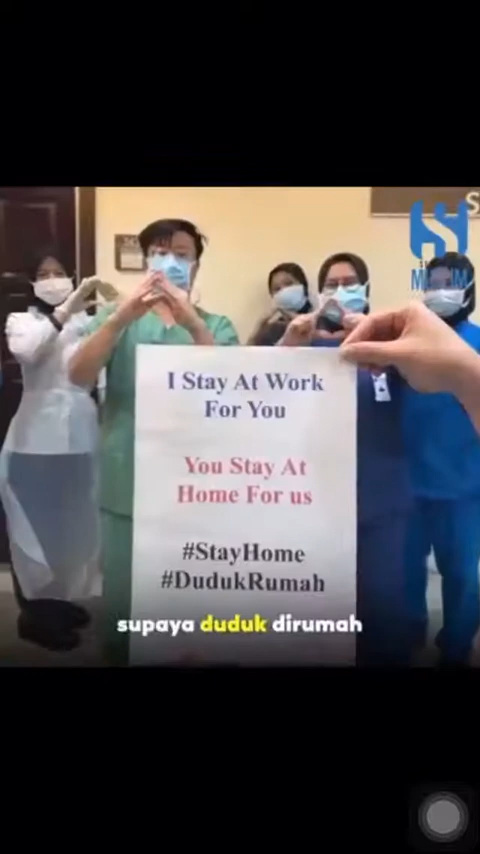 I Stay At Work
For You
You Stay At
Home For us
#StayHome
#DudukRumah
supaya duduk dirumah